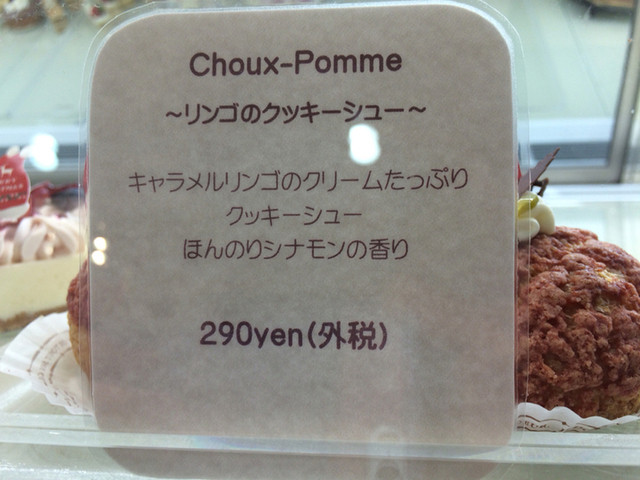 Choux-Pomme
~リンゴのクッキーシュー~
キャラメルリンゴのクリームたっぷり
クッキーシュー
ほんのりシナモンの香り
290yen(外税)